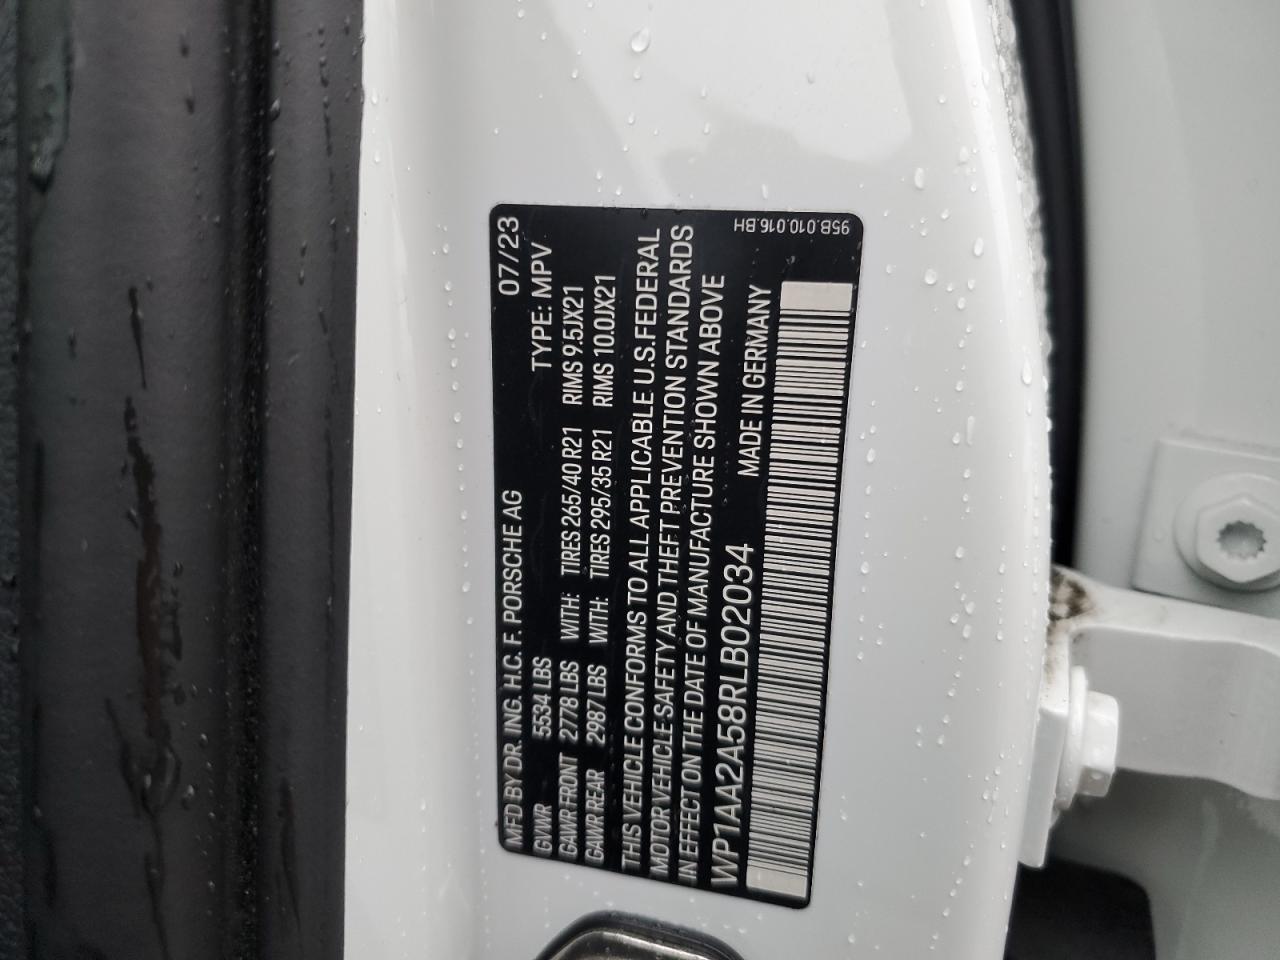 MFD BY DR. ING. H.C. F. PORSCHE AG 07/23
GVWR 5534 LBS TYPE: MPV
GAWR FRONT 2778 LBS WITH: TIRES 265/40 R21 RIMS 9.5JX21
GAWR REAR 2987 LBS WITH: TIRES 295/35 R21 RIMS 10.0JX21
THIS VEHICLE CONFORMS TO ALL APPLICABLE U.S.FEDERAL
MOTOR VEHICLE SAFETY AND THEFT PREVENTION STANDARDS
IN EFFECT ON THE DATE OF MANUFACTURE SHOWN ABOVE
WP1AA2A58RLB02034 MADE IN GERMANY
95B.010.016.BH